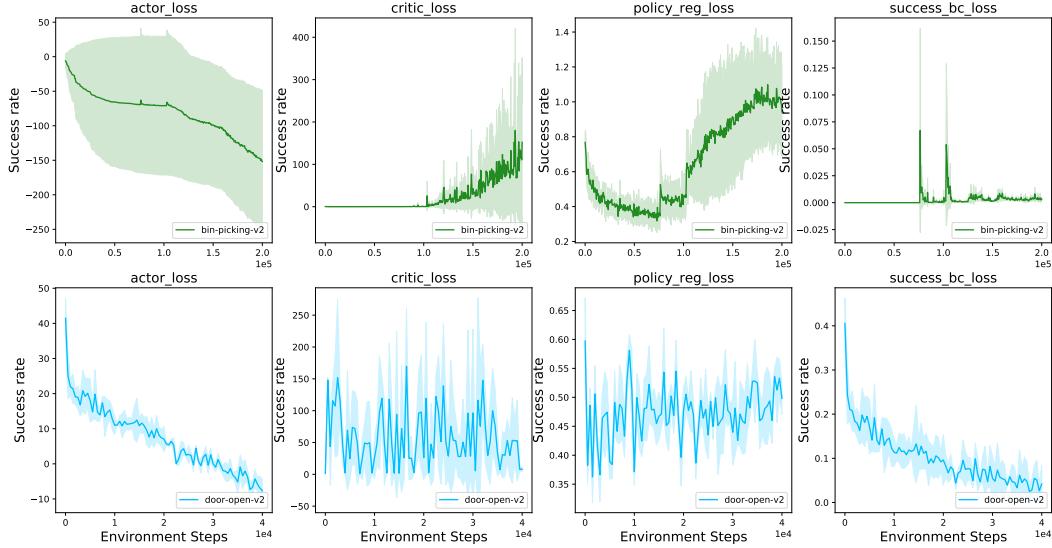 actor_loss
critic_loss
policy_reg_loss
success_bc_loss
Success rate
50
0
−50
−100
−150
−200
−250
bin-picking-v2
0.0
0.5
1.0
1.5
2.0
1e5
Success rate
400
300
200
100
0
−100
bin-picking-v2
0.0
0.5
1.0
1.5
2.0
1e5
Success rate
1.4
1.2
1.0
0.8
0.6
0.4
0.2
bin-picking-v2
0.0
0.5
1.0
1.5
2.0
1e5
Success rate
0.150
0.125
0.100
0.075
0.050
0.025
0.000
−0.025
bin-picking-v2
0.0
0.5
1.0
1.5
2.0
1e5
actor_loss
critic_loss
policy_reg_loss
success_bc_loss
Success rate
50
40
30
20
10
0
−10
door-open-v2
0
1
2
3
4
1e4
Environment Steps
Success rate
250
200
150
100
50
0
−50
door-open-v2
0
1
2
3
4
1e4
Environment Steps
Success rate
0.65
0.60
0.55
0.50
0.45
0.40
0.35
door-open-v2
0
1
2
3
4
1e4
Environment Steps
Success rate
0.4
0.3
0.2
0.1
0.0
door-open-v2
0
1
2
3
4
1e4
Environment Steps